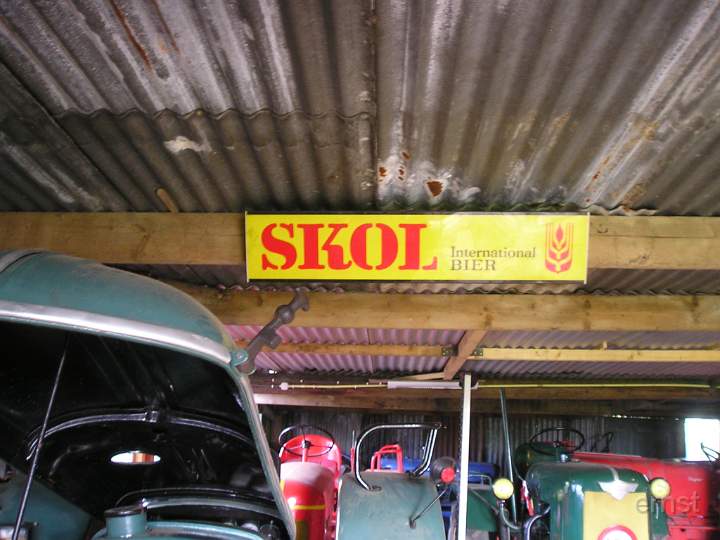 SKOL
International
BIER
ernst